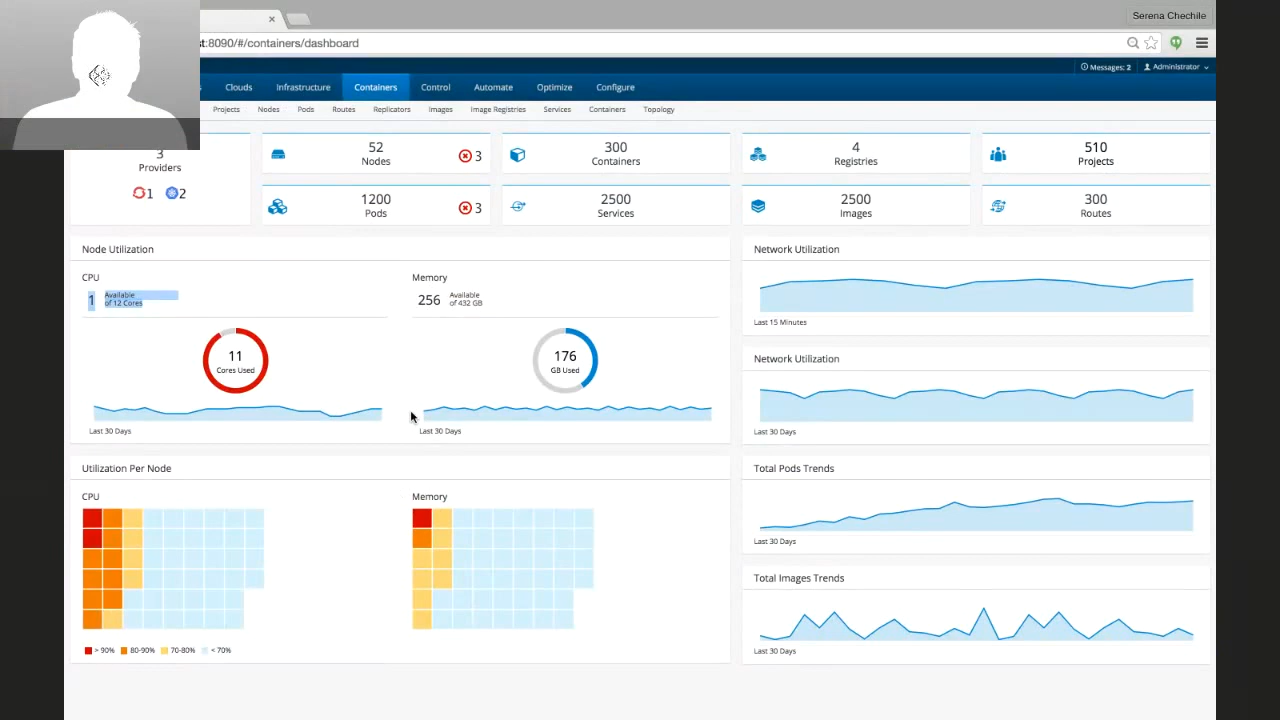 Serena Chechile
st:8090/#/containers/dashboard
Messages: 2 Administrator
Clouds Infrastructure Containers Control Automate Optimize Configure
Projects Nodes Pods Routes Replicators Images Image Registries Services Containers Topology
3
Providers
1 2
52
Nodes
3
300
Containers
4
Registries
510
Projects
1200
Pods
3
2500
Services
2500
Images
300
Routes
Node Utilization
CPU
1 Available
of 12 Cores
11
Cores Used
Last 30 Days
Memory
256 Available
of 432 GB
176
GB Used
Last 30 Days
Network Utilization
Last 15 Minutes
Network Utilization
Last 30 Days
Utilization Per Node
CPU
Memory
> 90% 80-90% 70-80% < 70%
Total Pods Trends
Last 30 Days
Total Images Trends
Last 30 Days